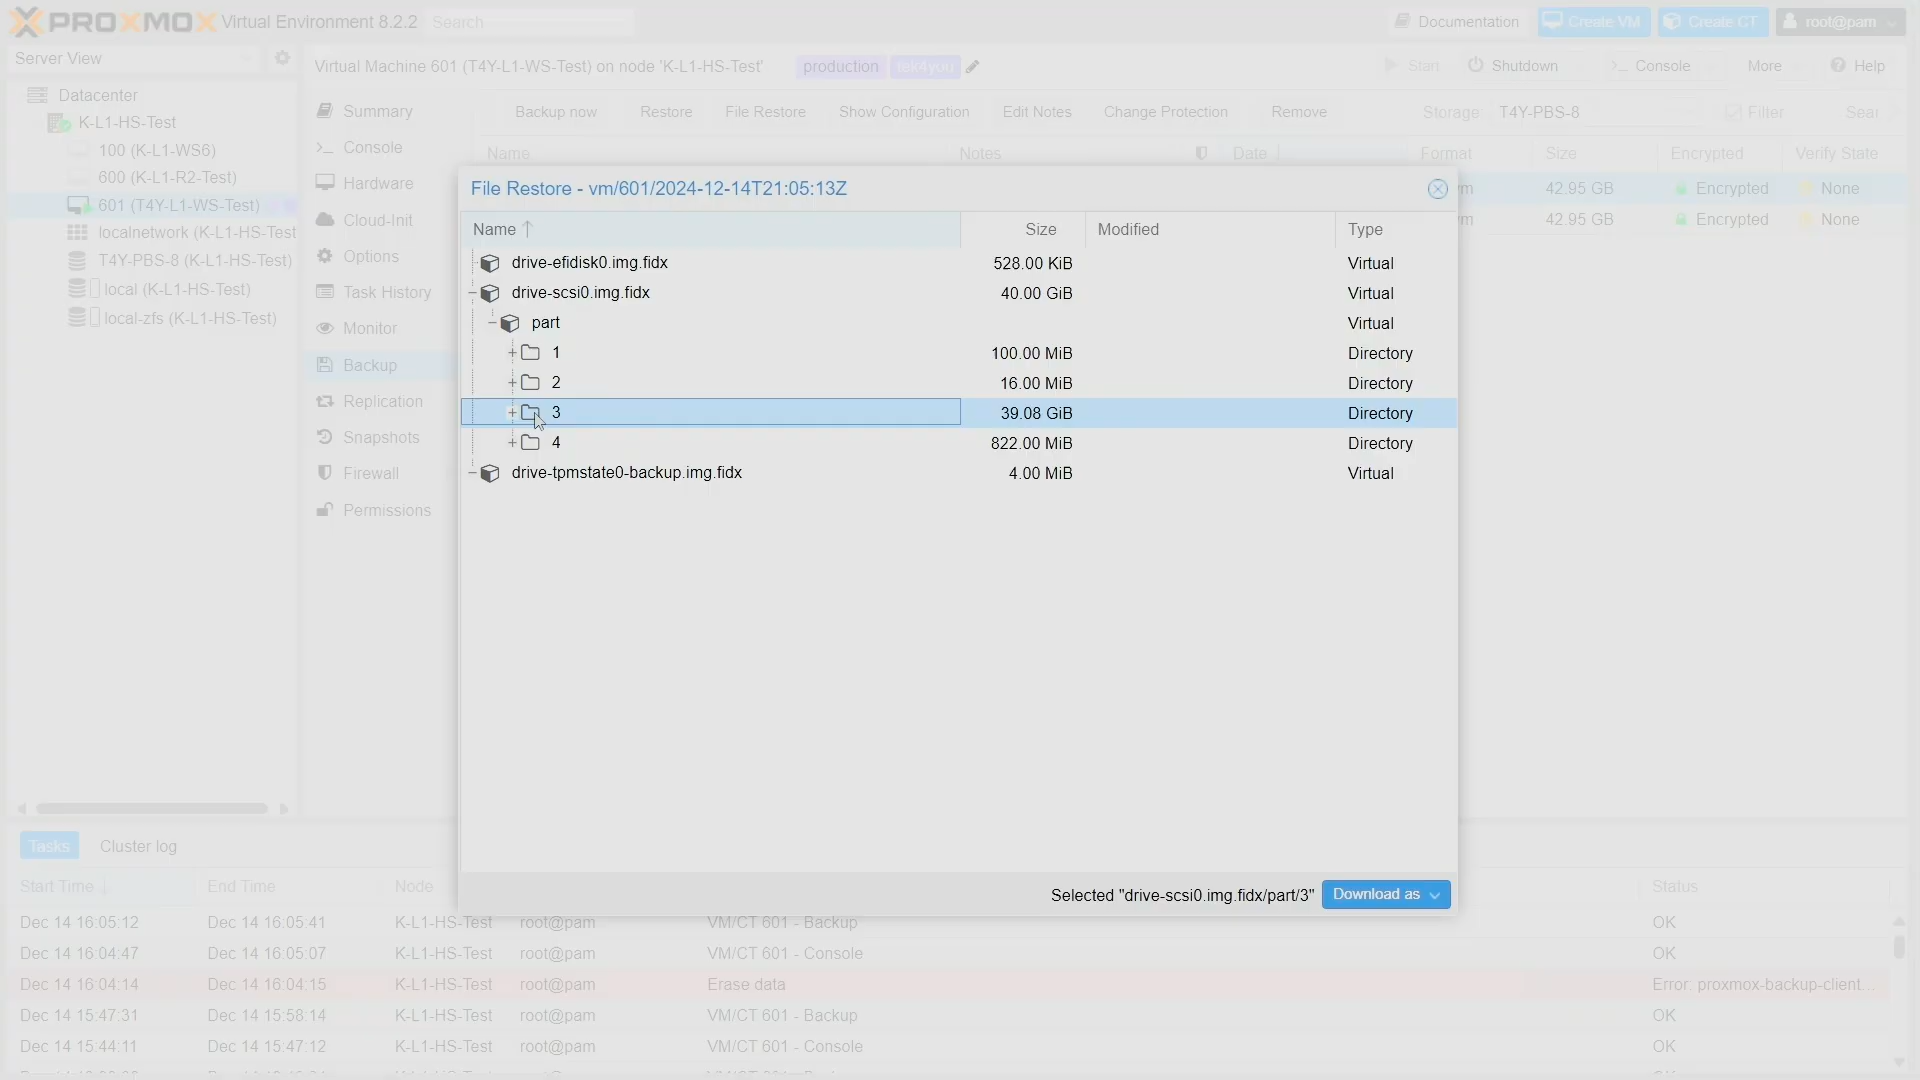 PROXMOX Virtual Environment 8.2.2 Search Documentation Create VM Create CT root@pam
Server View
Virtual Machine 601 (T4Y-L1-WS-Test) on node 'K-L1-HS-Test' production tek4you Start Shutdown Console More Help
Datacenter
K-L1-HS-Test
100 (K-L1-WS6)
600 (K-L1-R2-Test)
601 (T4Y-L1-WS-Test)
localnetwork (K-L1-HS-Test
T4Y-PBS-8 (K-L1-HS-Test)
local (K-L1-HS-Test)
local-zfs (K-L1-HS-Test)
Summary
Console
Hardware
Cloud-Init
Options
Task History
Monitor
Backup
Replication
Snapshots
Firewall
Permissions
Backup now Restore File Restore Show Configuration Edit Notes Change Protection Remove Storage: T4Y-PBS-8 Filter Sear
Name Notes Date Format Size Encrypted Verify State
vm 42.95 GB Encrypted None
vm 42.95 GB Encrypted None
File Restore - vm/601/2024-12-14T21:05:13Z
Name Size Modified Type
drive-efidisk0.img.fidx 528.00 KiB Virtual
drive-scsi0.img.fidx 40.00 GiB Virtual
part Virtual
1 100.00 MiB Directory
2 16.00 MiB Directory
3 39.08 GiB Directory
4 822.00 MiB Directory
drive-tpmstate0-backup.img.fidx 4.00 MiB Virtual
Selected "drive-scsi0.img.fidx/part/3" Download as
Tasks Cluster log
Start Time End Time Node Status
Dec 14 16:05:12 Dec 14 16:05:41 K-L1-HS-Test root@pam VM/CT 601 - Backup OK
Dec 14 16:04:47 Dec 14 16:05:07 K-L1-HS-Test root@pam VM/CT 601 - Console OK
Dec 14 16:04:14 Dec 14 16:04:15 K-L1-HS-Test root@pam Erase data Error: proxmox-backup-client...
Dec 14 15:47:31 Dec 14 15:58:14 K-L1-HS-Test root@pam VM/CT 601 - Backup OK
Dec 14 15:44:11 Dec 14 15:47:12 K-L1-HS-Test root@pam VM/CT 601 - Console OK